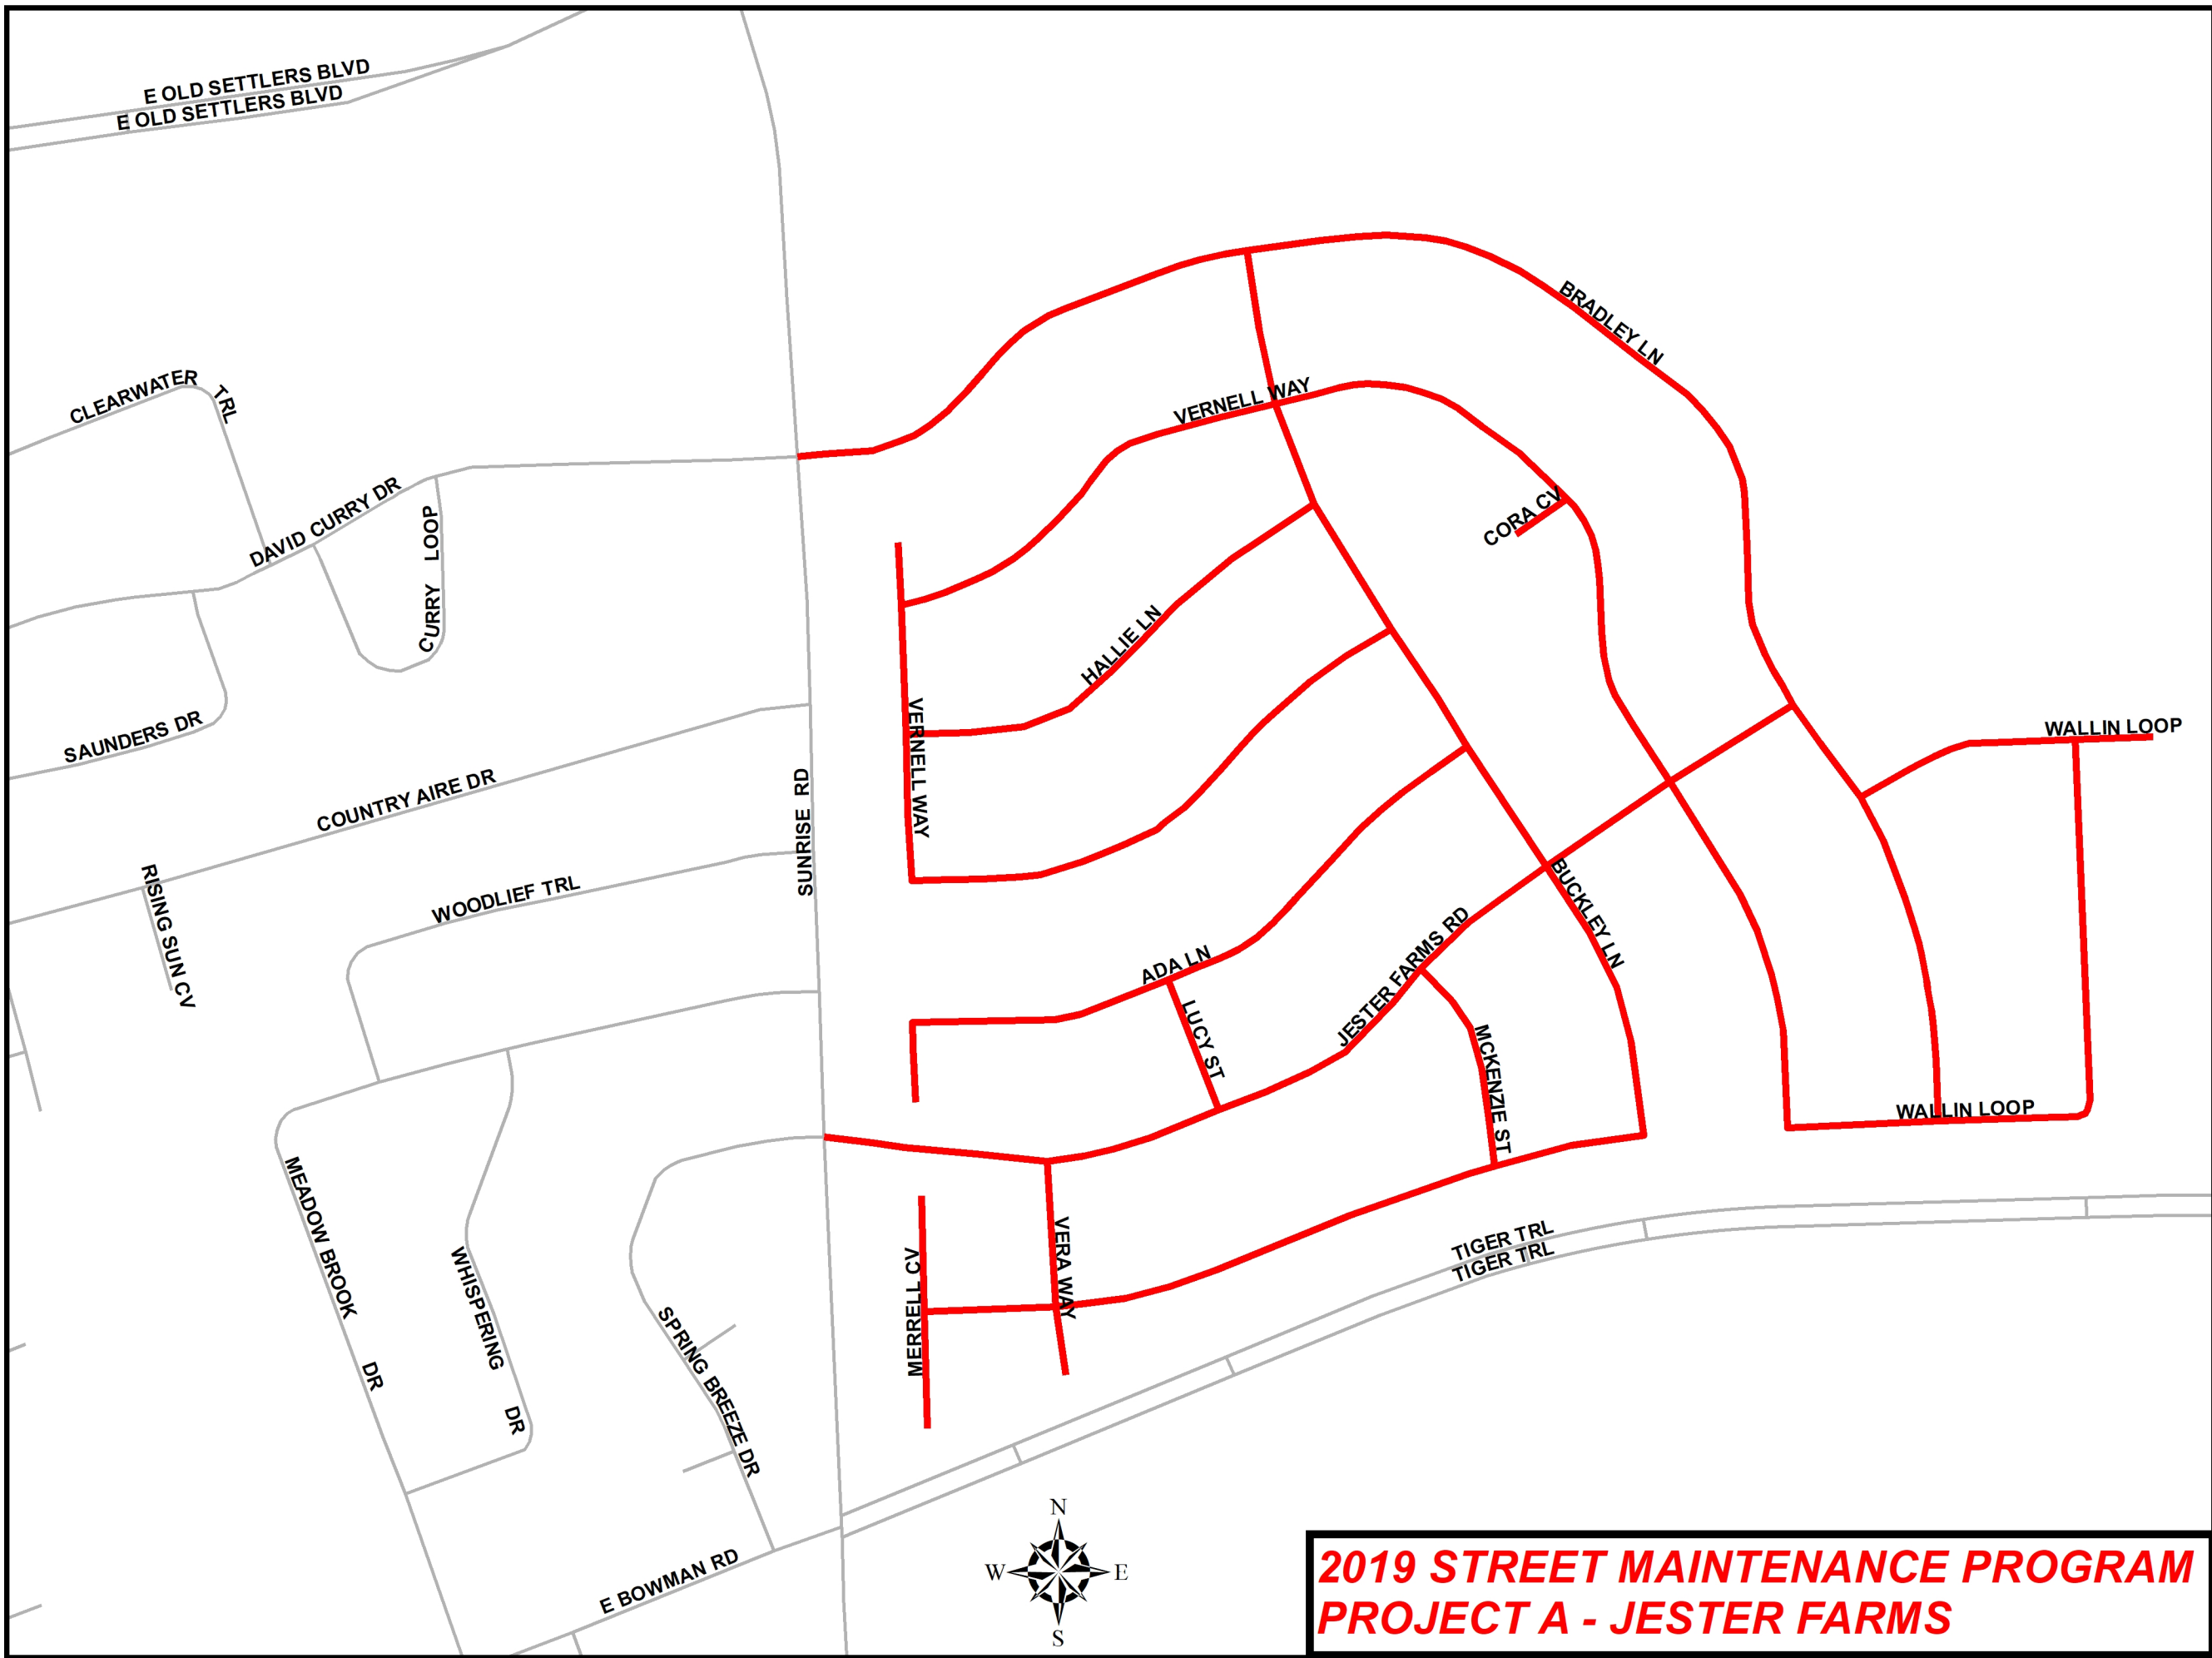 E OLD SETTLERS BLVD
E OLD SETTLERS BLVD
BRADLEY LN
CLEARWATER TRL
VERNELL WAY
DAVID CURRY DR
CURRY LOOP
CORA CV
HALLIE LN
SAUNDERS DR
VERNELL WAY
WALLIN LOOP
COUNTRY AIRE DR
SUNRISE RD
RISING SUN CV
WOODLIEF TRL
BUCKLEY LN
ADA LN
JESTER FARMS RD
LUCY ST
MCKENZIE ST
WALLIN LOOP
MEADOW BROOK DR
WHISPERING DR
VERA WAY
MERRELL CV
TIGER TRL
TIGER TRL
SPRING BREEZE DR
E BOWMAN RD
N
W E
S
2019 STREET MAINTENANCE PROGRAM
PROJECT A - JESTER FARMS